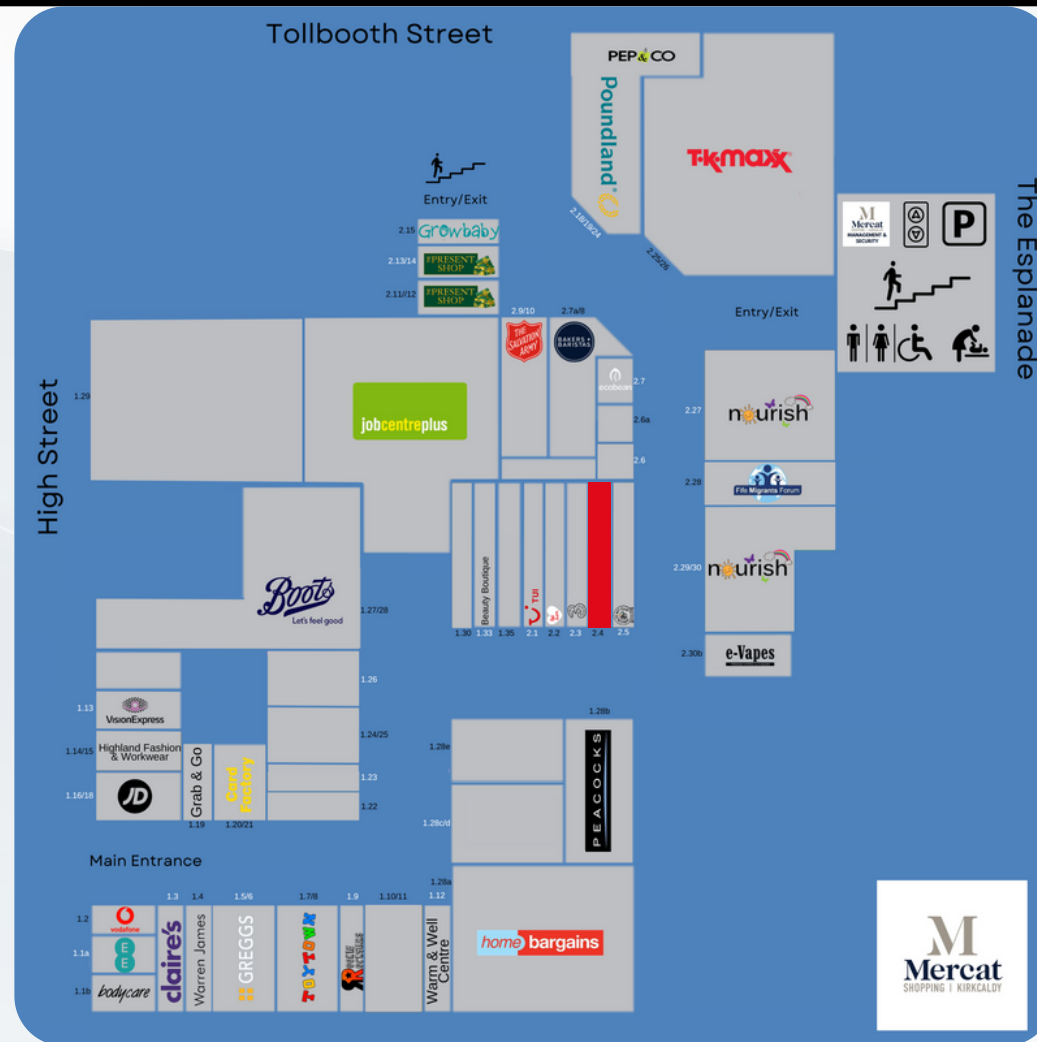 Tollbooth Street
PEP & CO
Poundland
T·K·maxx
The Esplanade
Entry/Exit
2.15
Growbaby
2.18/19/24
M
Mercat
MANAGEMENT &
SECURITY
P
2.13/14
THE PRESENT
SHOP
2.25/26
2.11//12
THE PRESENT
SHOP
2.9/10
2.7a/8
Entry/Exit
THE
SALVATION
ARMY
BAKERS +
BARISTAS
High Street
1.29
jobcentreplus
ecobean
2.7
2.6a
2.6
2.27
nourish
2.28
Fife Migrants Forum
2.29/30
nourish
Boots
Let's feel good
1.27/28
Beauty Boutique
TUI
1.30
1.33
1.35
2.1
2.2
2.3
2.4
2.5
2.30b
e-Vapes
1.26
1.13
VisionExpress
1.14/15
Highland Fashion
& Workwear
1.24/25
1.28b
1.28e
PEACOCKS
1.16/18
JD
Grab & Go
Card
Factory
1.23
1.22
1.19
1.20/21
1.28c/d
Main Entrance
1.28a
1.3
1.4
1.5/6
1.7/8
1.9
1.10/11
1.12
1.2
vodafone
1.1a
EE
1.1b
bodycare
claire's
Warren James
GREGGS
TOYTOWN
Warm & Well
Centre
home bargains
M
Mercat
SHOPPING | KIRKCALDY